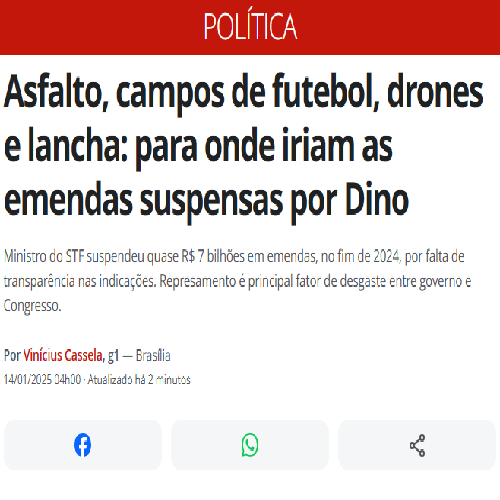 POLÍTICA
Asfalto, campos de futebol, drones
e lancha: para onde iriam as
emendas suspensas por Dino
Ministro do STF suspendeu quase R$ 7 bilhões em emendas, no fim de 2024, por falta de
transparência nas indicações. Represamento é principal fator de desgaste entre governo e
Congresso.
Por Vinícius Cassela, g1 — Brasília
14/01/2025 04h00 · Atualizado há 2 minutos